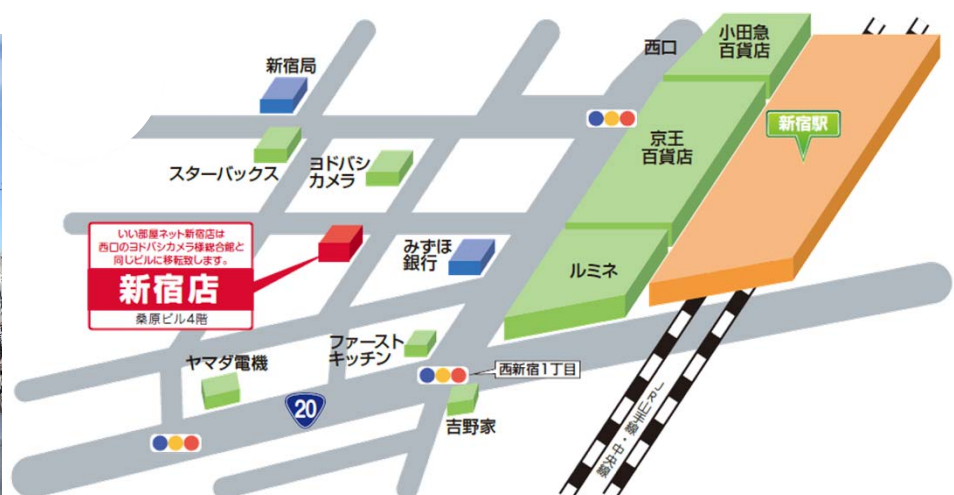 西口
小田急
百貨店
新宿局
新宿駅
京王
百貨店
スターバックス
ヨドバシ
カメラ
いい部屋ネット新宿店は
西口のヨドバシカメラ様総合館と
同じビルに移転致します。
新宿店
桑原ビル4階
みずほ
銀行
ルミネ
ファースト
キッチン
ヤマダ電機
西新宿1丁目
20
吉野家
JR山手線・中央線